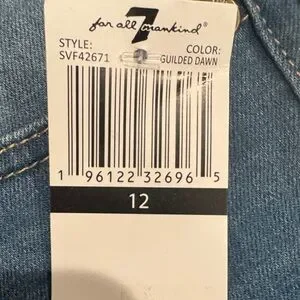 7
for all mankind®
STYLE: COLOR:
SVF42671 GUILDED DAWN
1 96122 32696 5
12